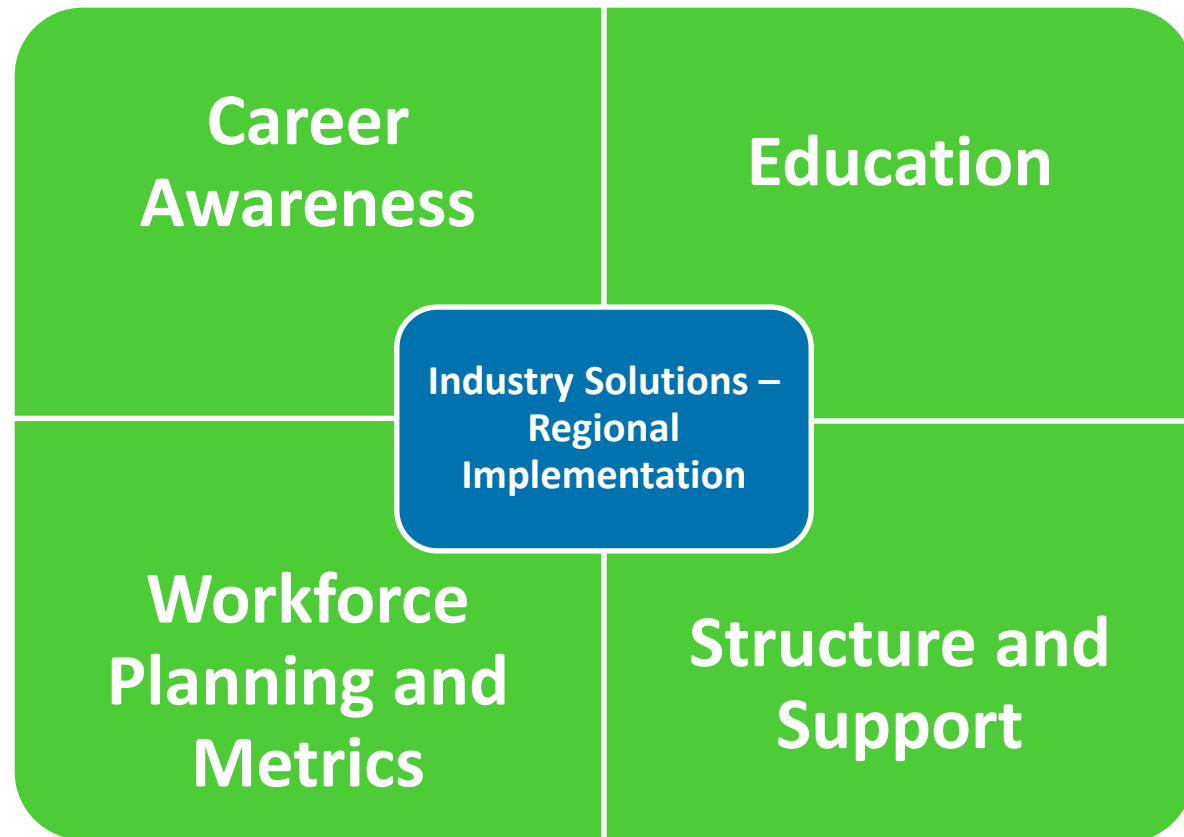 Career
Awareness
Education
Industry Solutions –
Regional
Implementation
Workforce
Planning and
Metrics
Structure and
Support